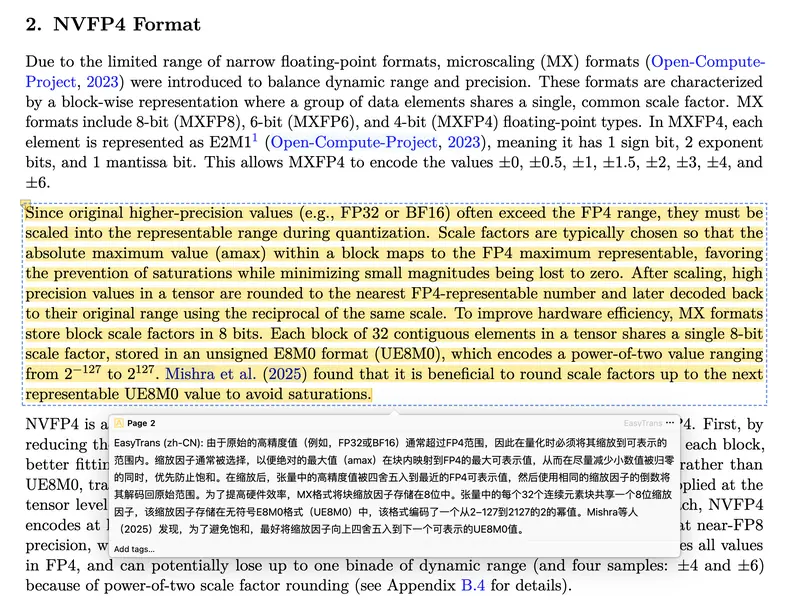 2. NVFP4 Format
Due to the limited range of narrow floating-point formats, microscaling (MX) formats (Open-Compute-
Project, 2023) were introduced to balance dynamic range and precision. These formats are characterized
by a block-wise representation where a group of data elements shares a single, common scale factor. MX
formats include 8-bit (MXFP8), 6-bit (MXFP6), and 4-bit (MXFP4) floating-point types. In MXFP4, each
element is represented as E2M1¹ (Open-Compute-Project, 2023), meaning it has 1 sign bit, 2 exponent
bits, and 1 mantissa bit. This allows MXFP4 to encode the values ±0, ±0.5, ±1, ±1.5, ±2, ±3, ±4, and
±6.
Since original higher-precision values (e.g., FP32 or BF16) often exceed the FP4 range, they must be
scaled into the representable range during quantization. Scale factors are typically chosen so that the
absolute maximum value (amax) within a block maps to the FP4 maximum representable, favoring
the prevention of saturations while minimizing small magnitudes being lost to zero. After scaling, high
precision values in a tensor are rounded to the nearest FP4-representable number and later decoded back
to their original range using the reciprocal of the same scale. To improve hardware efficiency, MX formats
store block scale factors in 8 bits. Each block of 32 contiguous elements in a tensor shares a single 8-bit
scale factor, stored in an unsigned E8M0 format (UE8M0), which encodes a power-of-two value ranging
from 2⁻¹²⁷ to 2¹²⁷. Mishra et al. (2025) found that it is beneficial to round scale factors up to the next
representable UE8M0 value to avoid saturations.
NVFP4 is a P4. First, by
reducing th each block,
better fittin rather than
UE8M0, tra pplied at the
tensor level ch, NVFP4
encodes at l at near-FP8
precision, w es all values
Page 2
EasyTrans
EasyTrans (zh-CN): 由于原始的高精度值（例如，FP32或BF16）通常超过FP4范围，因此在量化时必须将其缩放到可表示的
范围内。缩放因子通常被选择，以便绝对的最大值（amax）在块内映射到FP4的最大可表示值，从而在尽量减少小数值被归零
的同时，优先防止饱和。在缩放后，张量中的高精度值被四舍五入到最近的FP4可表示值，然后使用相同的缩放因子的倒数将
其解码回原始范围。为了提高硬件效率，MX格式将块缩放因子存储在8位中。张量中的每个32个连续元素块共享一个8位缩放
因子，该缩放因子存储在无符号E8M0格式（UE8M0）中，该格式编码了一个从2–127到2127的2的幂值。Mishra等人
（2025）发现，为了避免饱和，最好将缩放因子向上四舍五入到下一个可表示的UE8M0值。
Add tags...
in FP4, and can potentially lose up to one binade of dynamic range (and four samples: ±4 and ±6)
because of power-of-two scale factor rounding (see Appendix B.4 for details).